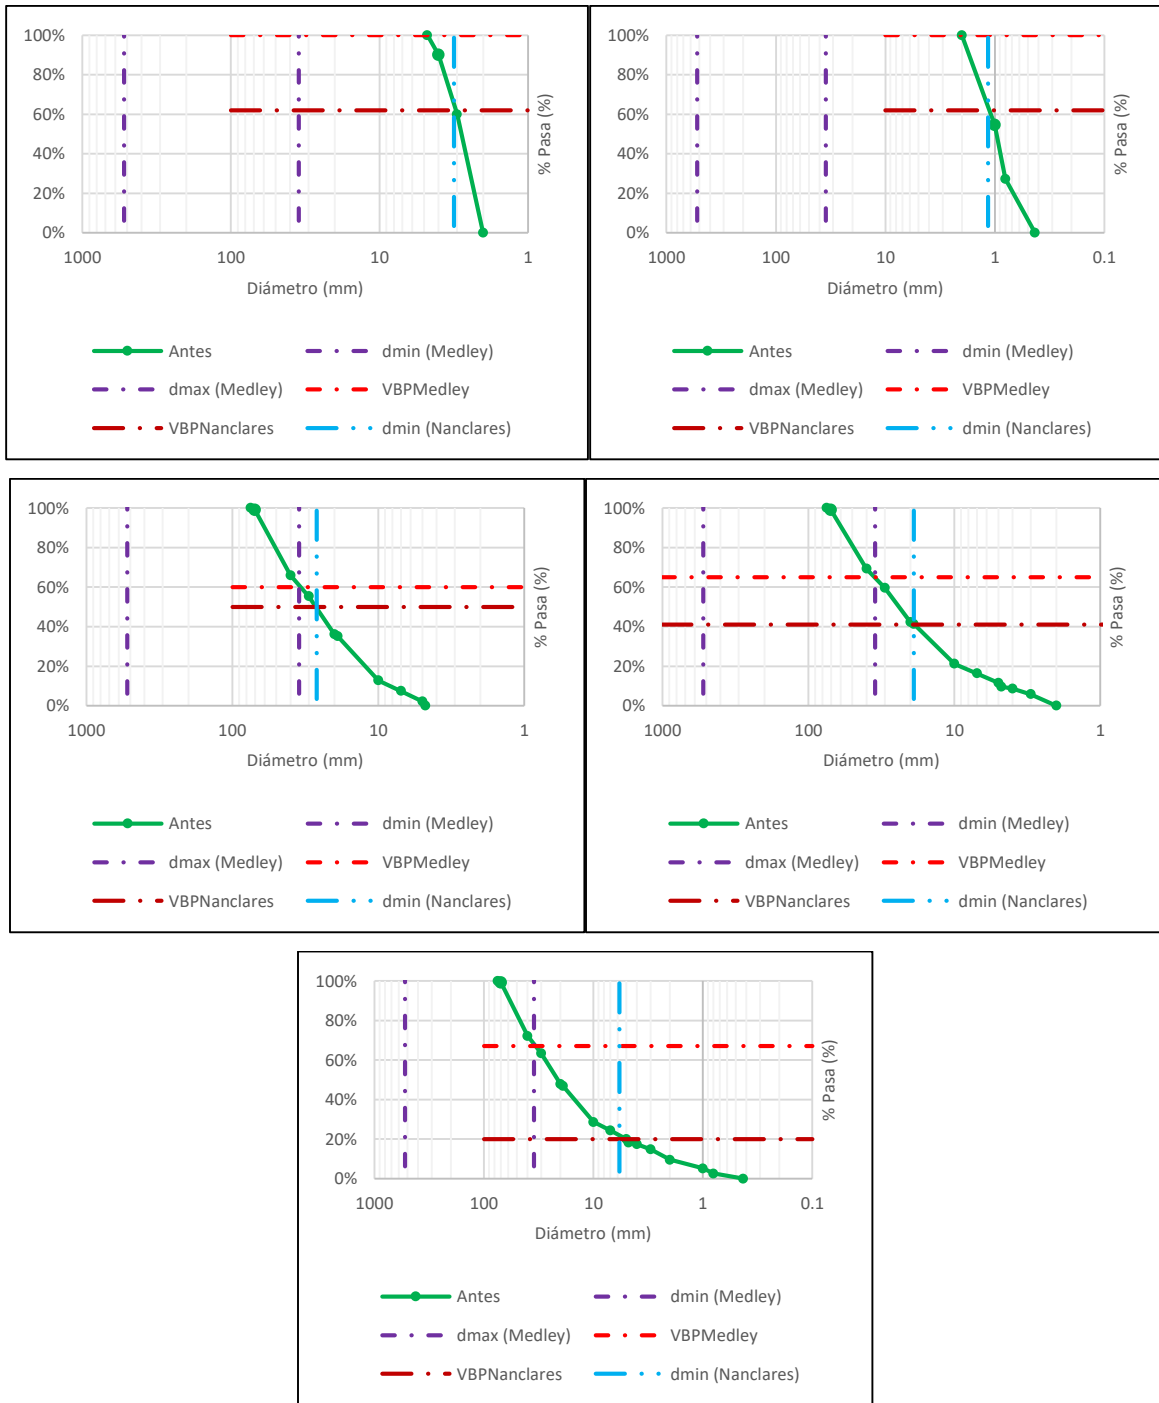 100%
80%
60%
40%
20%
0%
1000 100 10 1
% Pasa (%)
Diámetro (mm)
Antes dmin (Medley)
dmax (Medley) VBPMedley
VBPNanclares dmin (Nanclares)
100%
80%
60%
40%
20%
0%
1000 100 10 1 0.1
% Pasa (%)
Diámetro (mm)
Antes dmin (Medley)
dmax (Medley) VBPMedley
VBPNanclares dmin (Nanclares)
100%
80%
60%
40%
20%
0%
1000 100 10 1
% Pasa (%)
Diámetro (mm)
Antes dmin (Medley)
dmax (Medley) VBPMedley
VBPNanclares dmin (Nanclares)
100%
80%
60%
40%
20%
0%
1000 100 10 1
% Pasa (%)
Diámetro (mm)
Antes dmin (Medley)
dmax (Medley) VBPMedley
VBPNanclares dmin (Nanclares)
100%
80%
60%
40%
20%
0%
1000 100 10 1 0.1
% Pasa (%)
Diámetro (mm)
Antes dmin (Medley)
dmax (Medley) VBPMedley
VBPNanclares dmin (Nanclares)